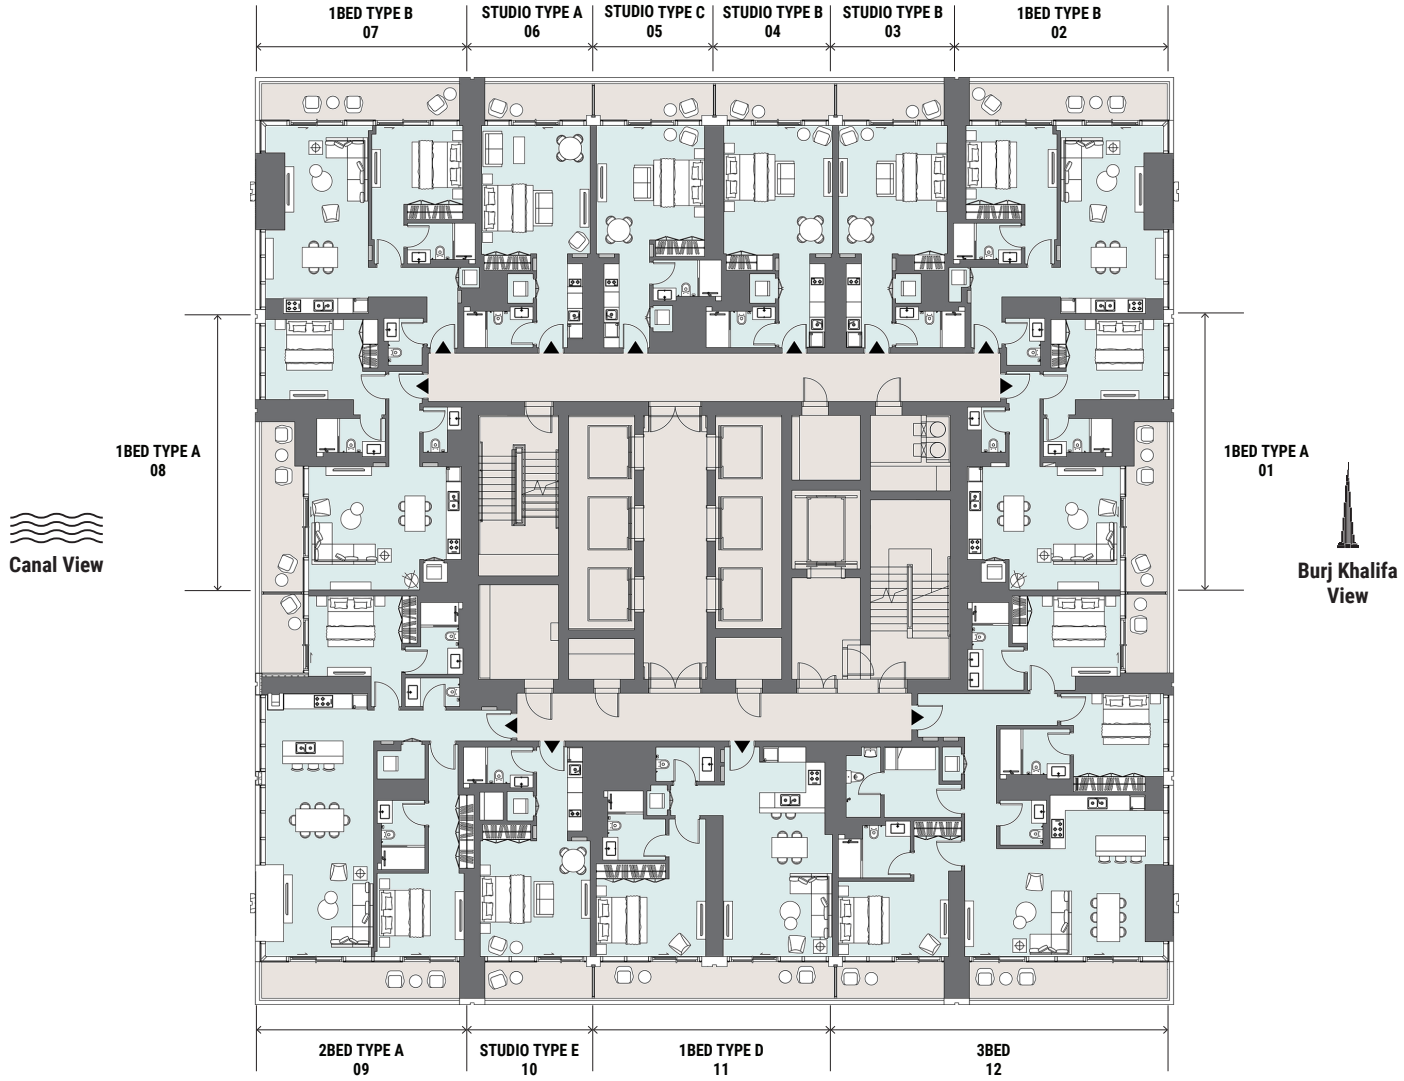 1BED TYPE B
07
STUDIO TYPE A
06
STUDIO TYPE C
05
STUDIO TYPE B
04
STUDIO TYPE B
03
1BED TYPE B
02
1BED TYPE A
08
1BED TYPE A
01
Canal View
Burj Khalifa
View
2BED TYPE A
09
STUDIO TYPE E
10
1BED TYPE D
11
3BED
12